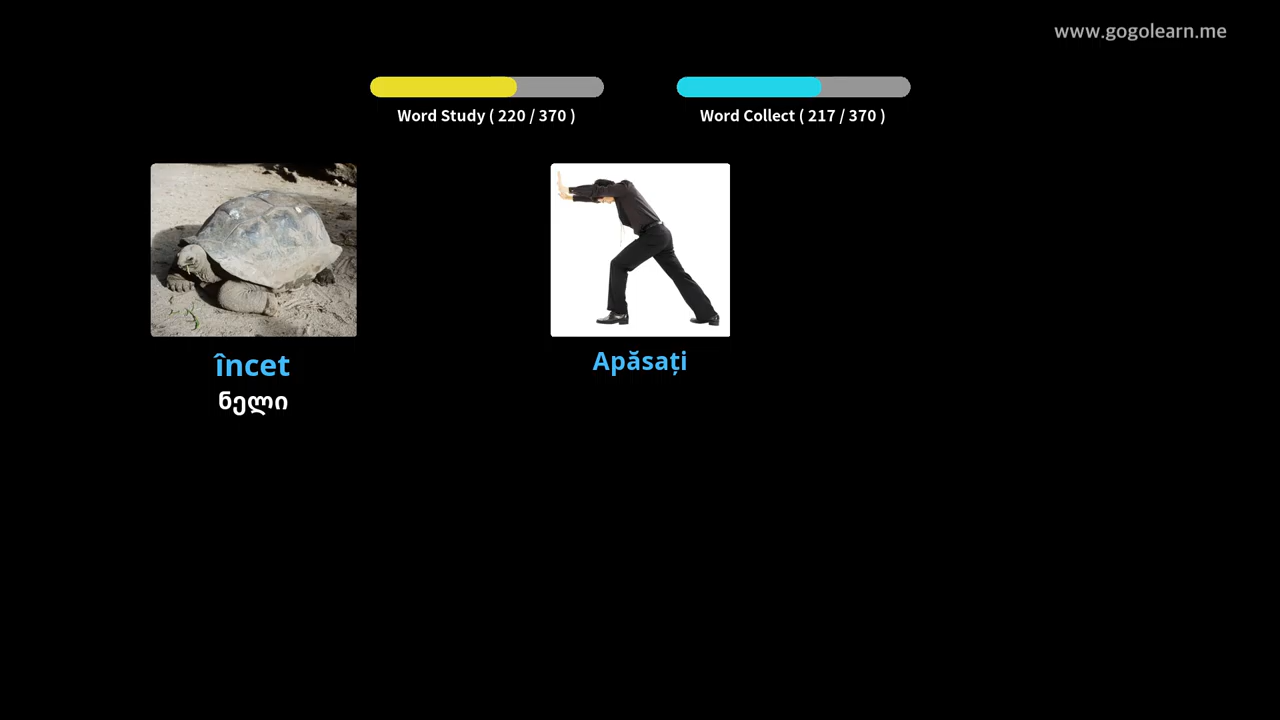 www.gogolearn.me
Word Study ( 220 / 370 )
Word Collect ( 217 / 370 )
încet
ნელი
Apăsați